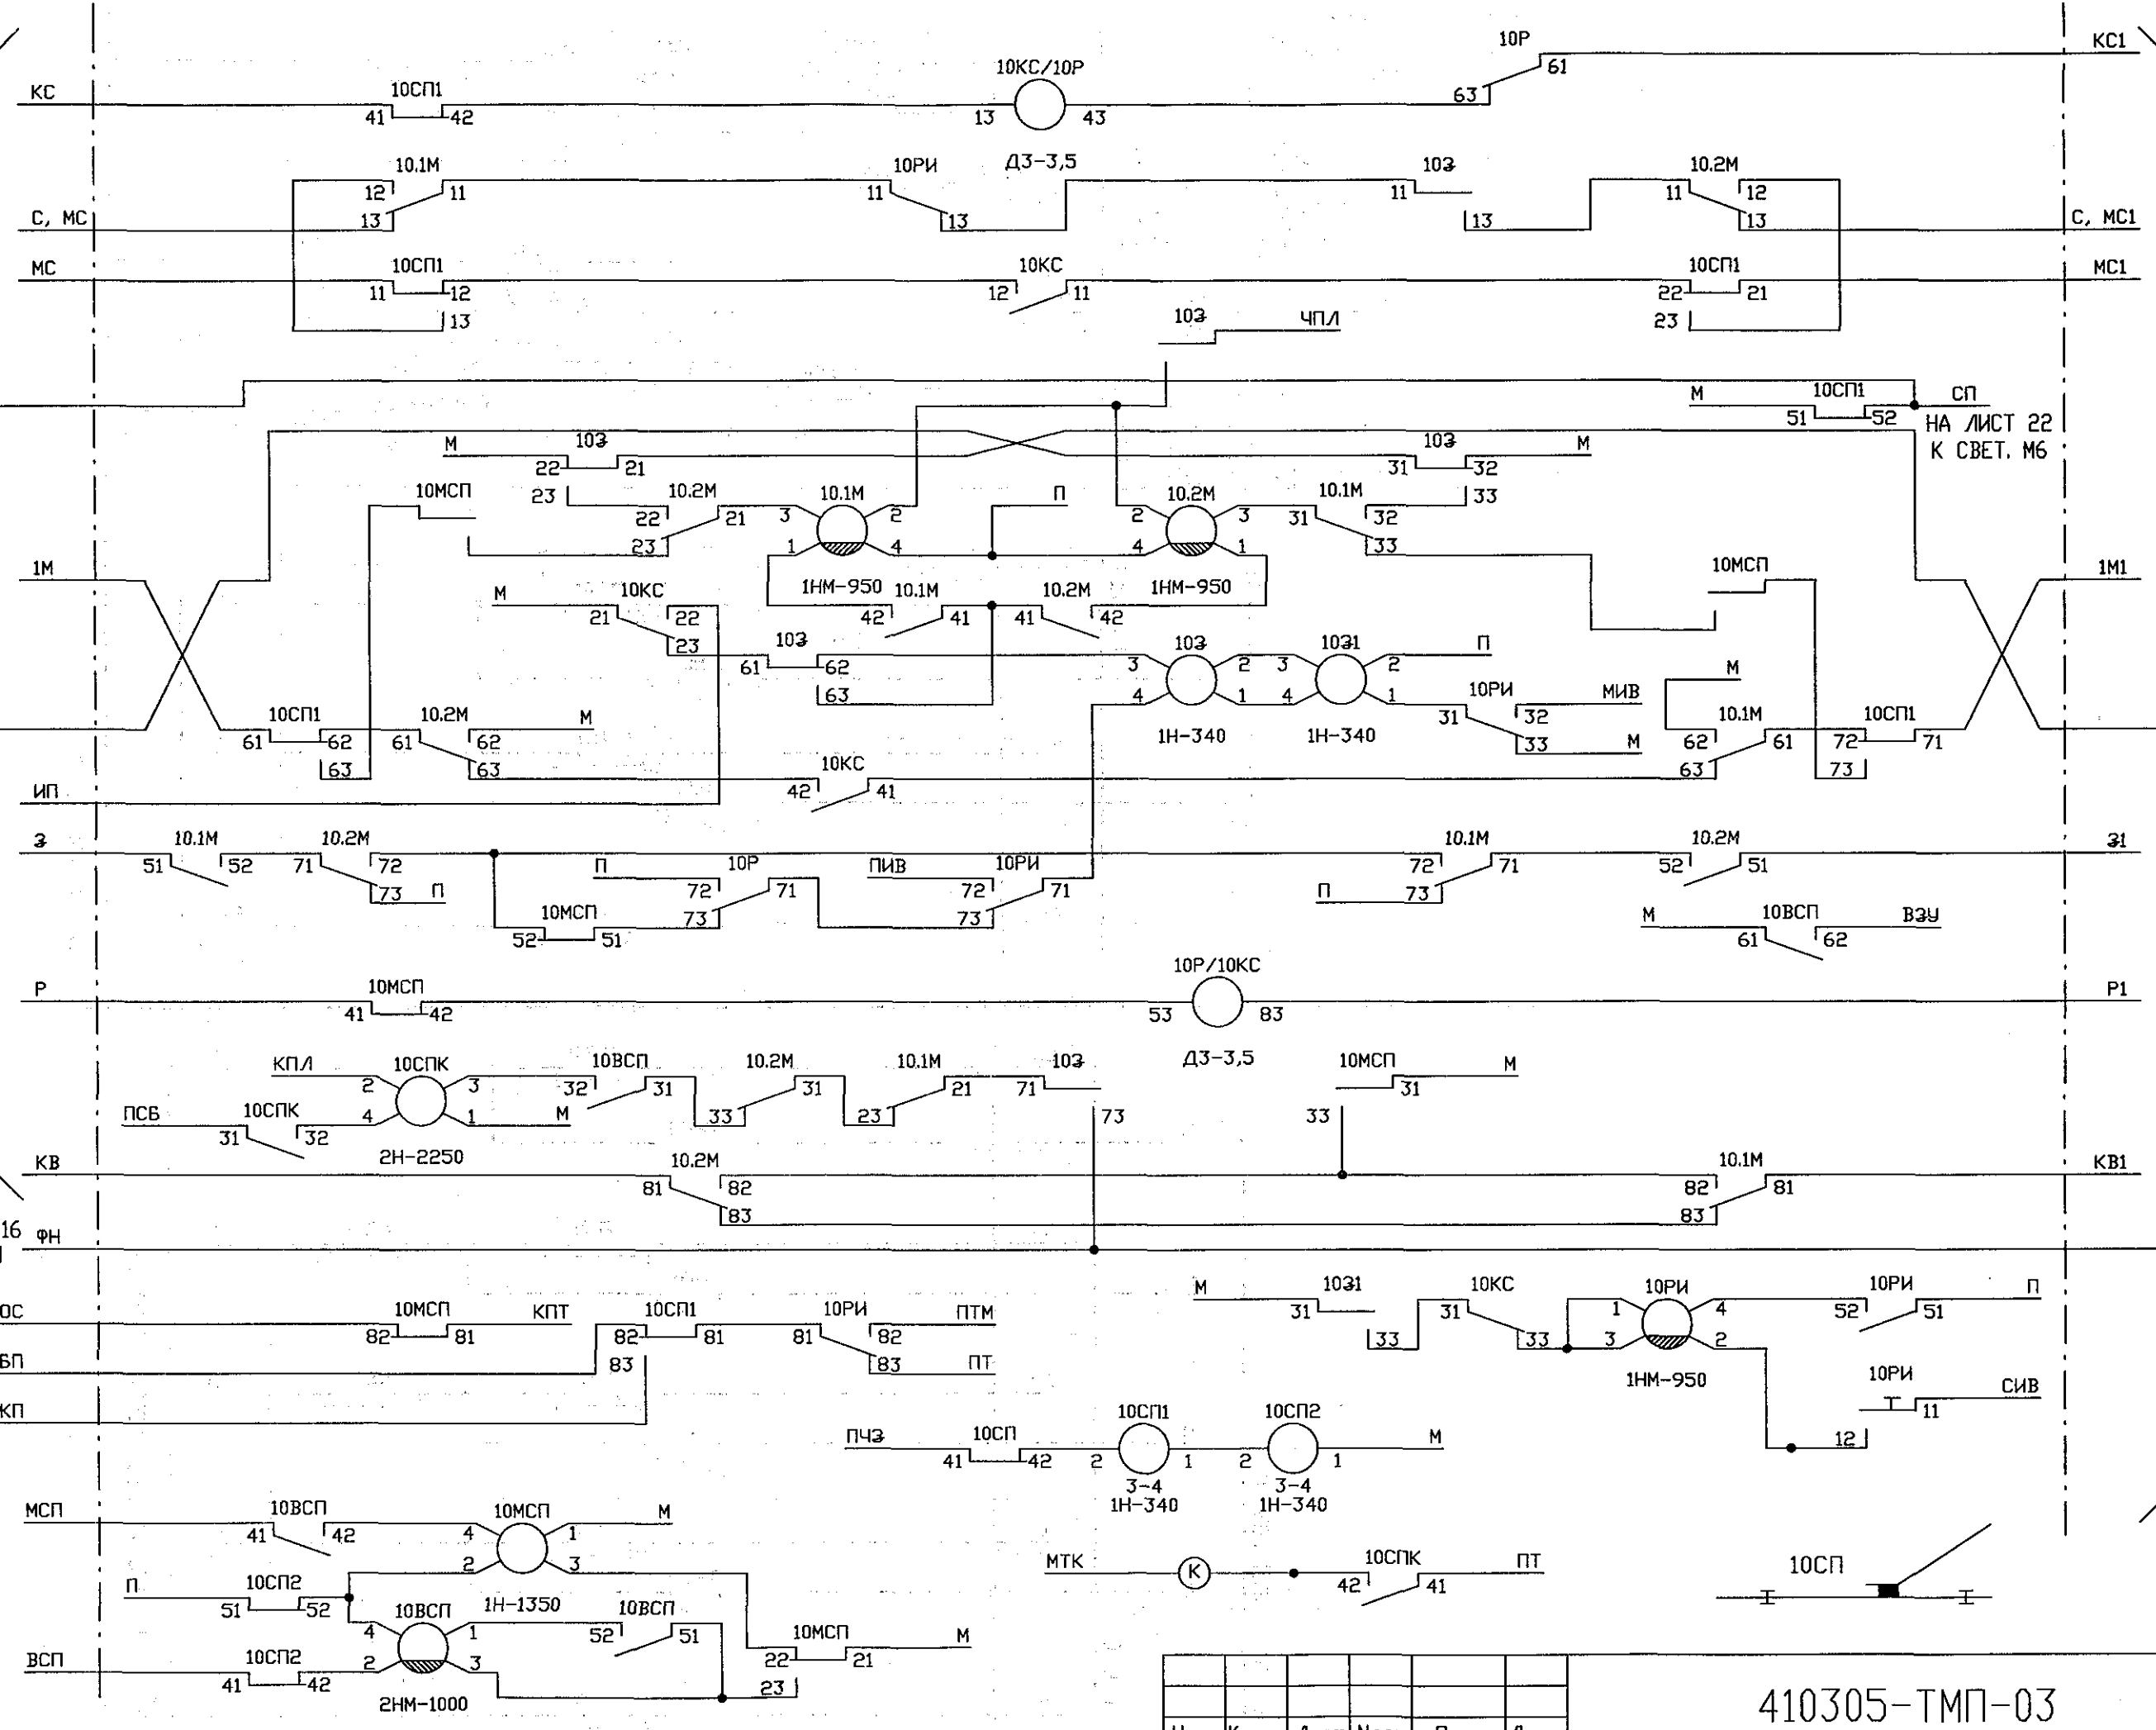 10Р
КС1
10КС/10Р
61
КС
10СП1
63
41
42
13
43
Д3-3,5
10.1М
10РИ
10З
10.2М
12
11
11
11
11
12
С, МС
13
13
13
13
С, МС1
МС
10СП1
10КС
10СП1
МС1
11
12
12
11
22
21
13
10З
ЧПЛ
23
М
10СП1
СП
51
52
НА ЛИСТ 22
М
10З
10З
М
К СВЕТ. М6
22
21
31
32
10МСП
23
10.2М
10.1М
П
10.2М
10.1М
33
22
21
3
2
2
3
31
32
23
1
4
4
1
33
1М
1НМ-950
1НМ-950
10МСП
1М1
М
10КС
10.1М
10.2М
21
22
42
41
41
42
23
10З
10З
10З1
П
61
62
3
2
3
2
М
63
4
1
4
1
10РИ
МИВ
10СП1
10.2М
М
31
32
10.1М
10СП1
61
62
61
62
1Н-340
1Н-340
33
М
62
61
72
71
63
63
10КС
63
73
ИП
42
41
З
10.1М
10.2М
10.1М
10.2М
З1
51
52
71
72
П
10Р
ПИВ
10РИ
72
71
52
51
73
П
72
71
72
71
П
73
10МСП
73
73
М
10ВСП
ВЗУ
52
51
61
62
Р
10МСП
10Р/10КС
Р1
41
42
53
83
Д3-3,5
КПЛ
10СПК
10ВСП
10.2М
10.1М
10З
10МСП
М
2
3
32
31
31
21
71
31
ПСБ
10СПК
4
1
М
33
23
73
33
31
32
2Н-2250
КВ
10.2М
10.1М
КВ1
81
82
82
81
83
83
16
ФН
М
10З1
10КС
10РИ
10РИ
П
ОС
10МСП
КПТ
10СП1
10РИ
ПТМ
31
31
1
4
52
51
82
81
82
81
81
82
33
33
3
2
БП
83
83
ПТ
1НМ-950
10РИ
СИВ
КП
10СП1
10СП2
11
ПЧЗ
10СП
М
12
41
42
2
1
2
1
3-4
3-4
МСП
10ВСП
10МСП
М
1Н-340
1Н-340
41
42
4
1
2
3
МТК
К
10СПК
ПТ
10СП
П
10СП2
42
41
51
52
10ВСП
1Н-1350
10ВСП
4
1
52
51
10МСП
М
ВСП
10СП2
2
3
22
21
41
42
23
2НМ-1000
410305-ТМП-03